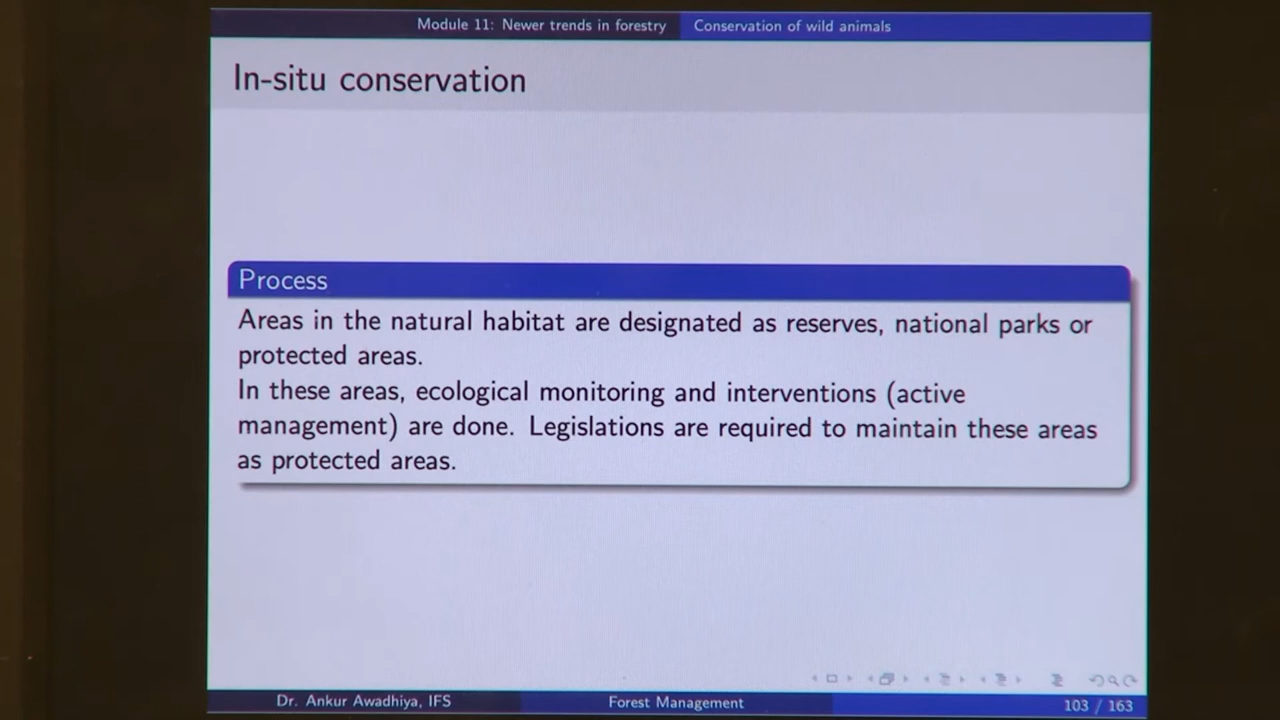 Module 11: Newer trends in forestry Conservation of wild animals
In-situ conservation
Process
Areas in the natural habitat are designated as reserves, national parks or
protected areas.
In these areas, ecological monitoring and interventions (active
management) are done. Legislations are required to maintain these areas
as protected areas.
Dr. Ankur Awadhiya, IFS Forest Management 103 / 163